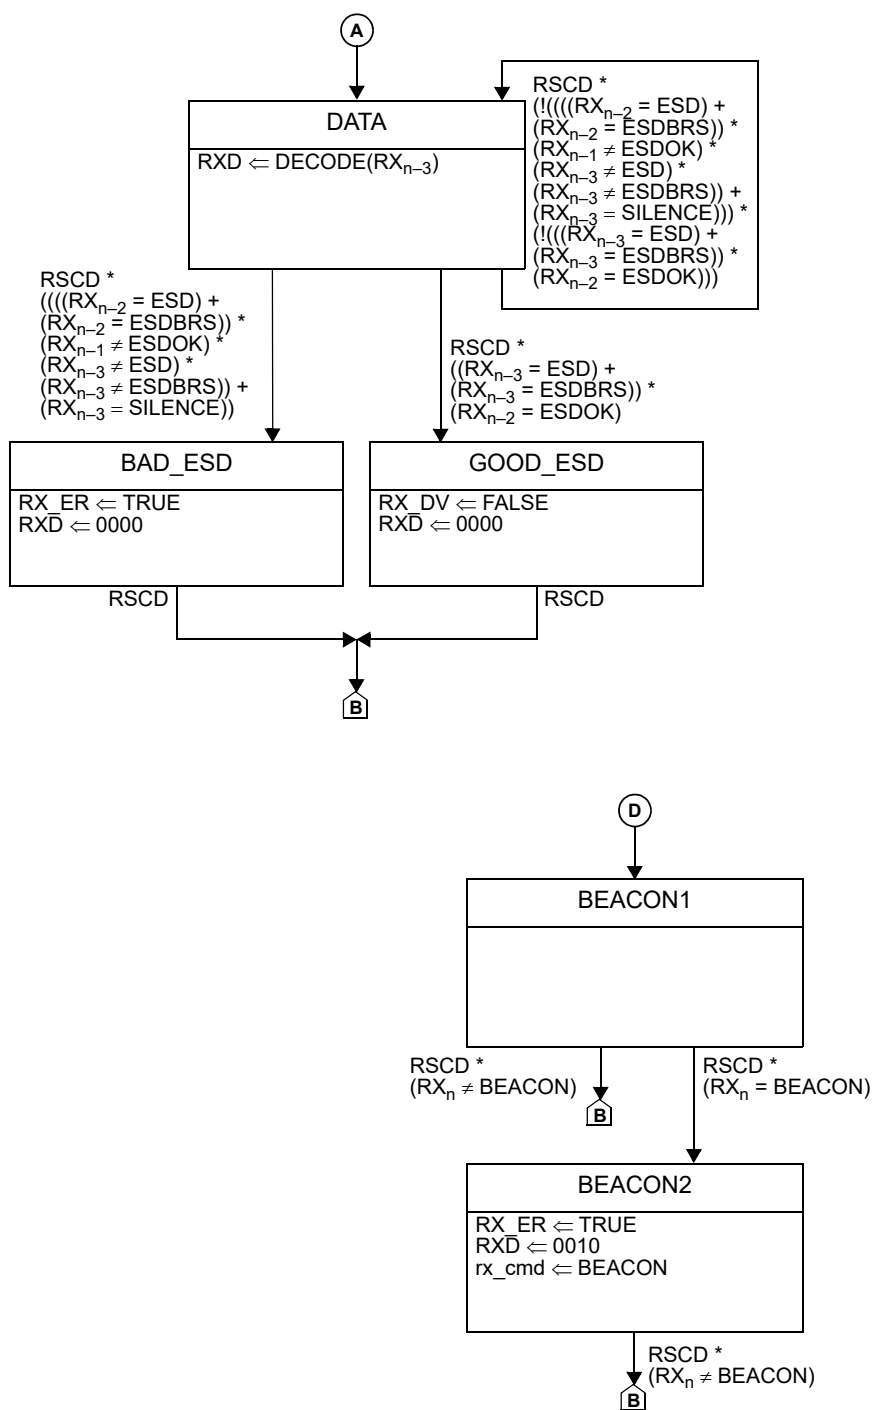 A
DATA
RXD ⇐ DECODE(RXn–3)
RSCD *
(!((((RXn–2 = ESD) +
(RXn–2 = ESDBRS)) *
(RXn–1 ≠ ESDOK) *
(RXn–3 ≠ ESD) *
(RXn–3 ≠ ESDBRS)) +
(RXn–3 = SILENCE))) *
(!(((RXn–3 = ESD) +
(RXn–3 = ESDBRS)) *
(RXn–2 = ESDOK)))
RSCD *
((((RXn–2 = ESD) +
(RXn–2 = ESDBRS)) *
(RXn–1 ≠ ESDOK) *
(RXn–3 ≠ ESD) *
(RXn–3 ≠ ESDBRS)) +
(RXn–3 = SILENCE))
RSCD *
((RXn–3 = ESD) +
(RXn–3 = ESDBRS)) *
(RXn–2 = ESDOK)
BAD_ESD
RX_ER ⇐ TRUE
RXD ⇐ 0000
GOOD_ESD
RX_DV ⇐ FALSE
RXD ⇐ 0000
RSCD
RSCD
B
D
BEACON1
RSCD *
(RXn ≠ BEACON)
B
RSCD *
(RXn = BEACON)
BEACON2
RX_ER ⇐ TRUE
RXD ⇐ 0010
rx_cmd ⇐ BEACON
RSCD *
(RXn ≠ BEACON)
B